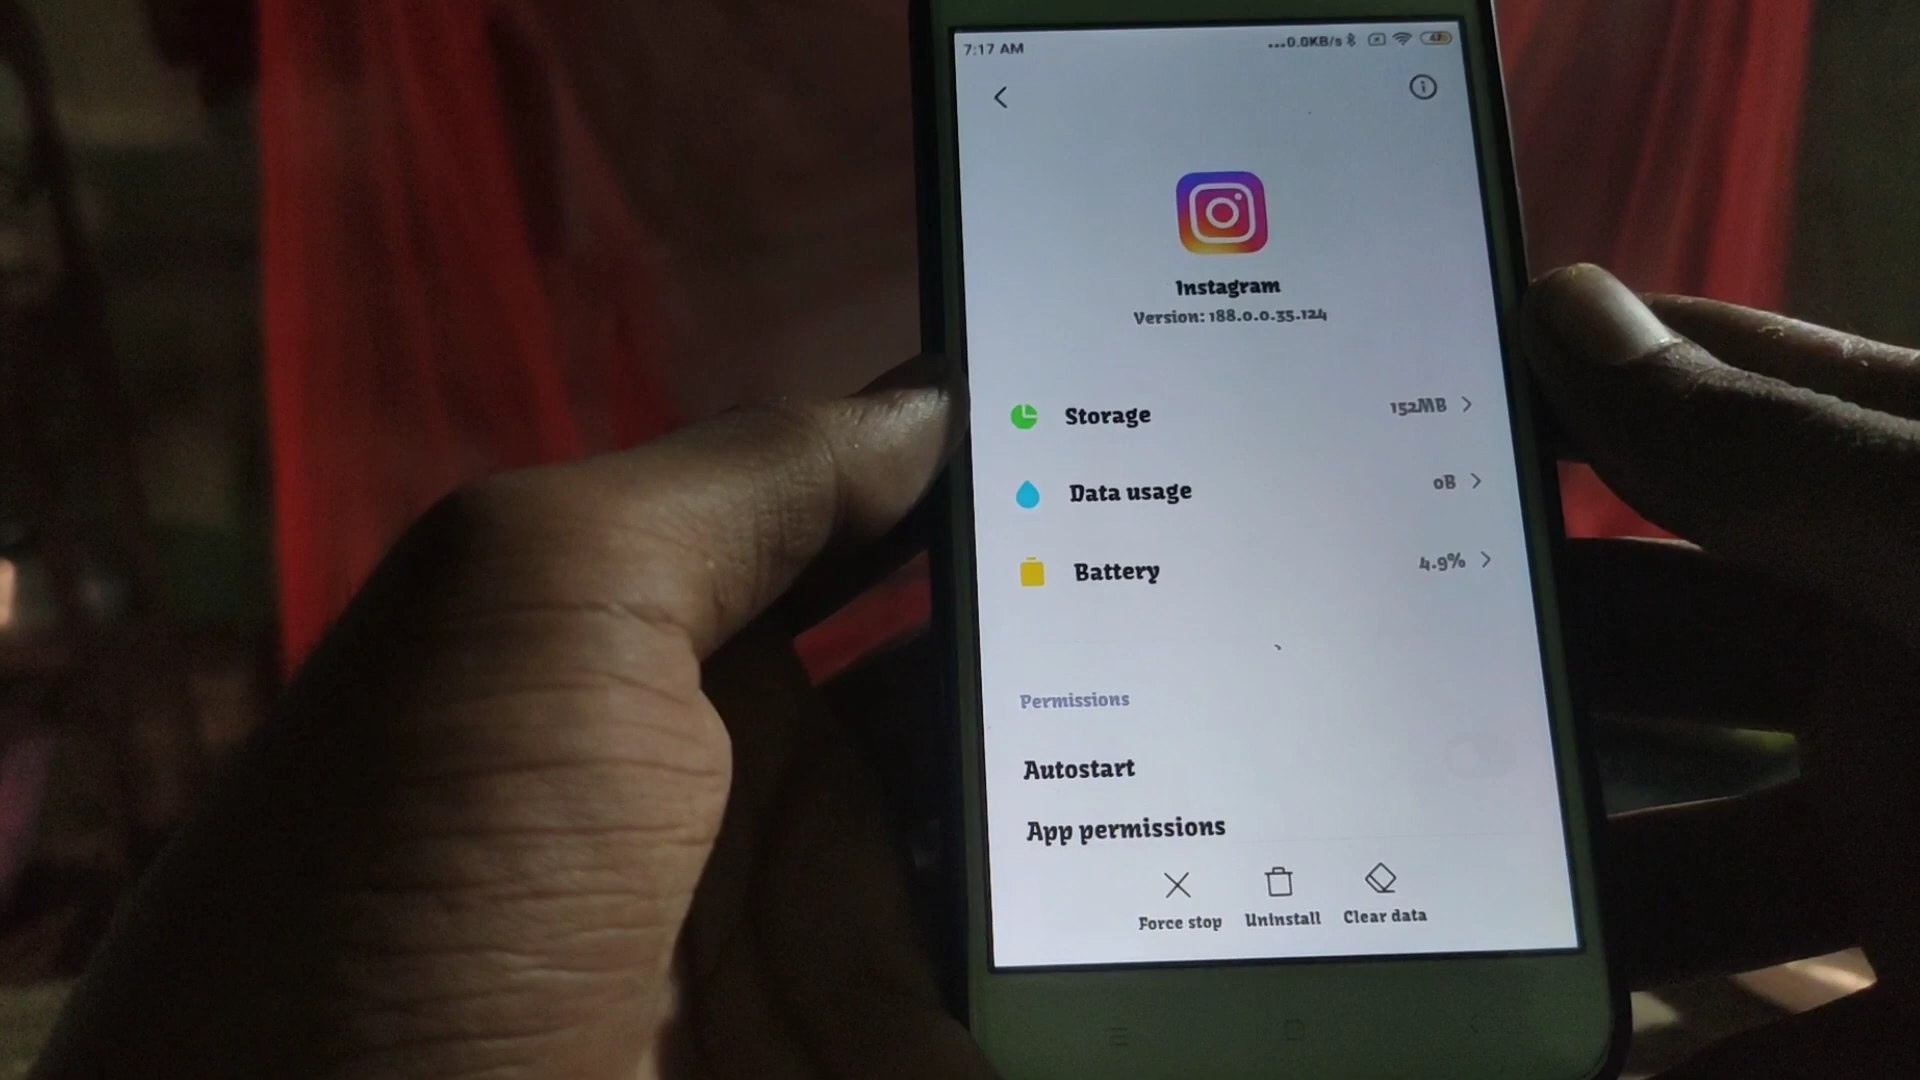 7:17 AM
...0.0KB/s
42
Instagram
Version: 188.0.0.35.124
Storage
152MB
Data usage
0B
Battery
4.9%
Permissions
Autostart
App permissions
Force stop
Uninstall
Clear data